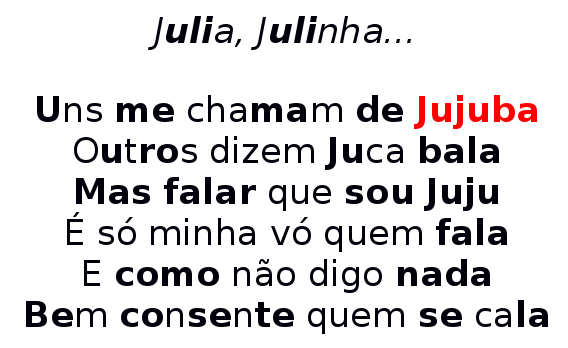 Julia, Julinha...
Uns me chamam de Jujuba
Outros dizem Juca bala
Mas falar que sou Juju
É só minha vó quem fala
E como não digo nada
Bem consente quem se cala